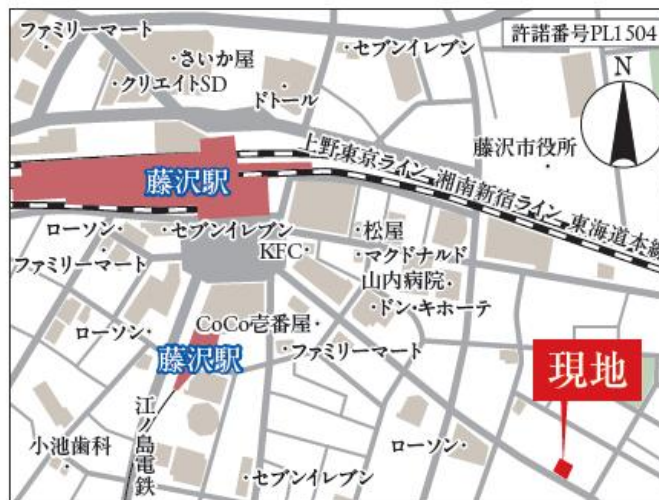 ファミリーマート
さいか屋
セブンイレブン
許諾番号PL1504
クリエイトSD
ドトール
N
上野東京ライン 湘南新宿ライン 東海道本線
藤沢市役所
藤沢駅
ローソン
セブンイレブン
松屋
ファミリーマート
KFC
マクドナルド
山内病院
ドン・キホーテ
ローソン
CoCo壱番屋
ファミリーマート
藤沢駅
現地
江ノ島電鉄
小池歯科
ローソン
セブンイレブン